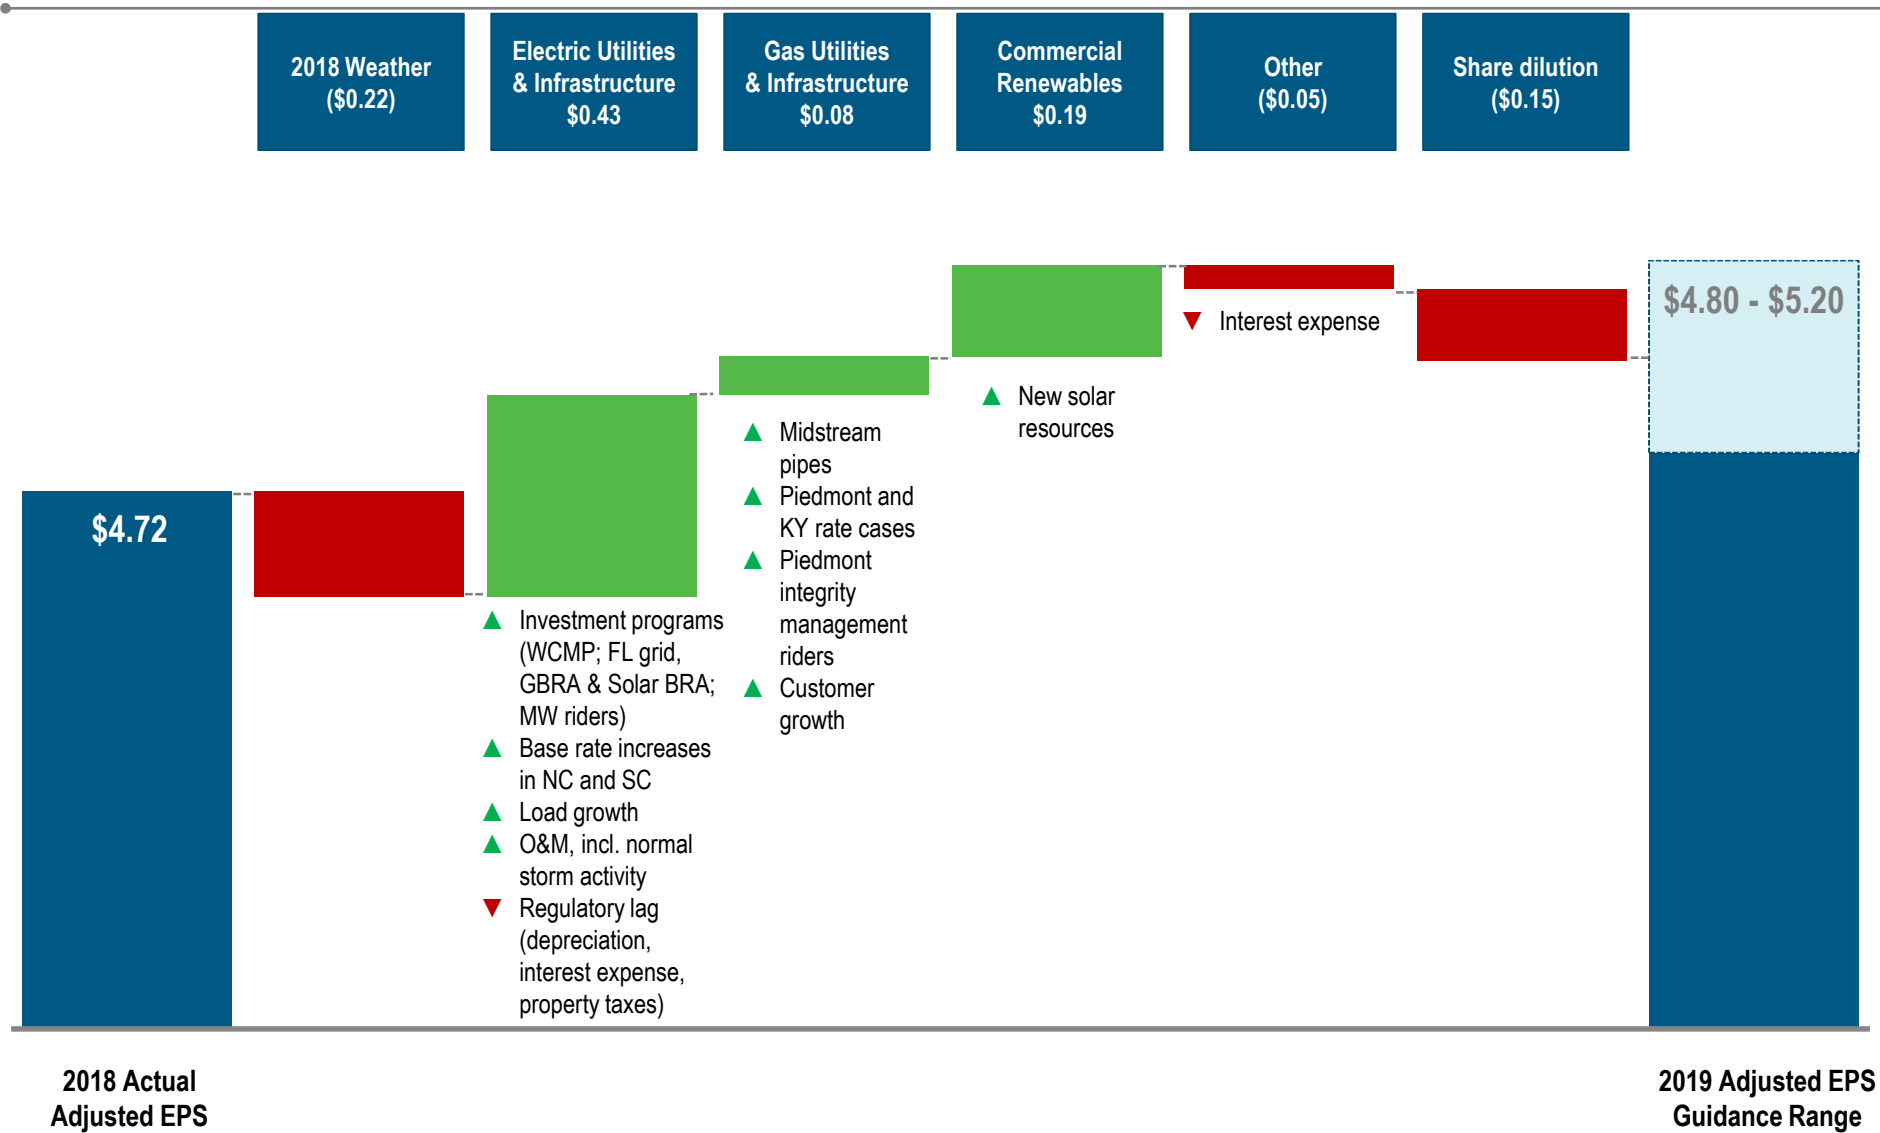 2018 Weather
($0.22)
Electric Utilities
& Infrastructure
$0.43
Gas Utilities
& Infrastructure
$0.08
Commercial
Renewables
$0.19
Other
($0.05)
Share dilution
($0.15)
$4.72
Investment programs
(WCMP; FL grid,
GBRA & Solar BRA;
MW riders)
Base rate increases
in NC and SC
Load growth
O&M, incl. normal
storm activity
Regulatory lag
(depreciation,
interest expense,
property taxes)
Midstream
pipes
Piedmont and
KY rate cases
Piedmont
integrity
management
riders
Customer
growth
New solar
resources
Interest expense
$4.80 - $5.20
2018 Actual
Adjusted EPS
2019 Adjusted EPS
Guidance Range